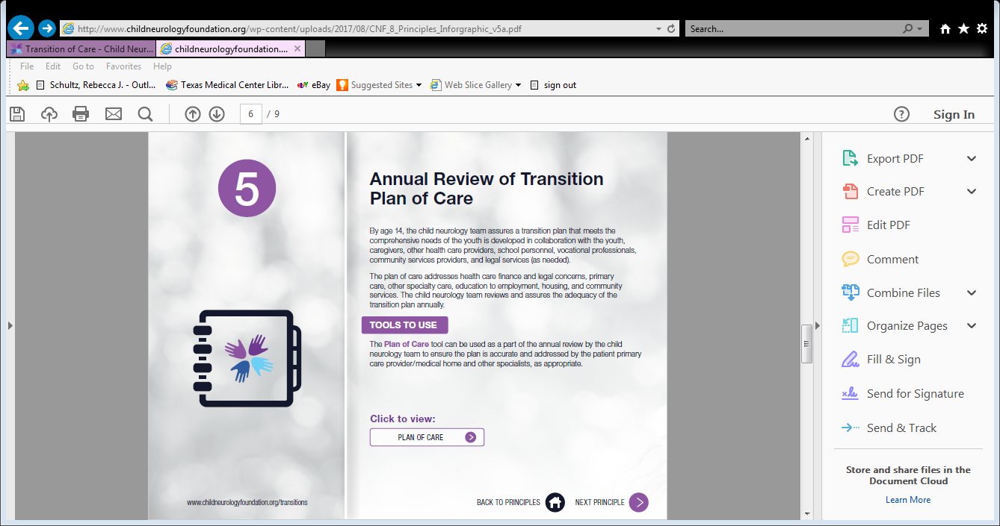 http://www.childneurologyfoundation.org/wp-content/uploads/2017/08/CNF_8_Principles_Inforgraphic_v5a.pdf
Search...
Transition of Care - Child Neur...
childneurologyfoundation....
File Edit Go to Favorites Help
Schultz, Rebecca J. - Outl...
Texas Medical Center Libr...
ebY eBay
Suggested Sites
Web Slice Gallery
sign out
6 / 9
Sign In
5
www.childneurologyfoundation.org/transitions
Annual Review of Transition
Plan of Care
By age 14, the child neurology team assures a transition plan that meets the
comprehensive needs of the youth is developed in collaboration with the youth,
caregivers, other health care providers, school personnel, vocational professionals,
community services providers, and legal services (as needed).
The plan of care addresses health care finance and legal concerns, primary
care, other specialty care, education to employment, housing, and community
services. The child neurology team reviews and assures the adequacy of the
transition plan annually.
TOOLS TO USE
The Plan of Care tool can be used as a part of the annual review by the child
neurology team to ensure the plan is accurate and addressed by the patient primary
care provider/medical home and other specialists, as appropriate.
Click to view:
PLAN OF CARE
BACK TO PRINCIPLES
NEXT PRINCIPLE
Export PDF
Create PDF
Edit PDF
Comment
Combine Files
Organize Pages
Fill & Sign
Send for Signature
Send & Track
Store and share files in the
Document Cloud
Learn More